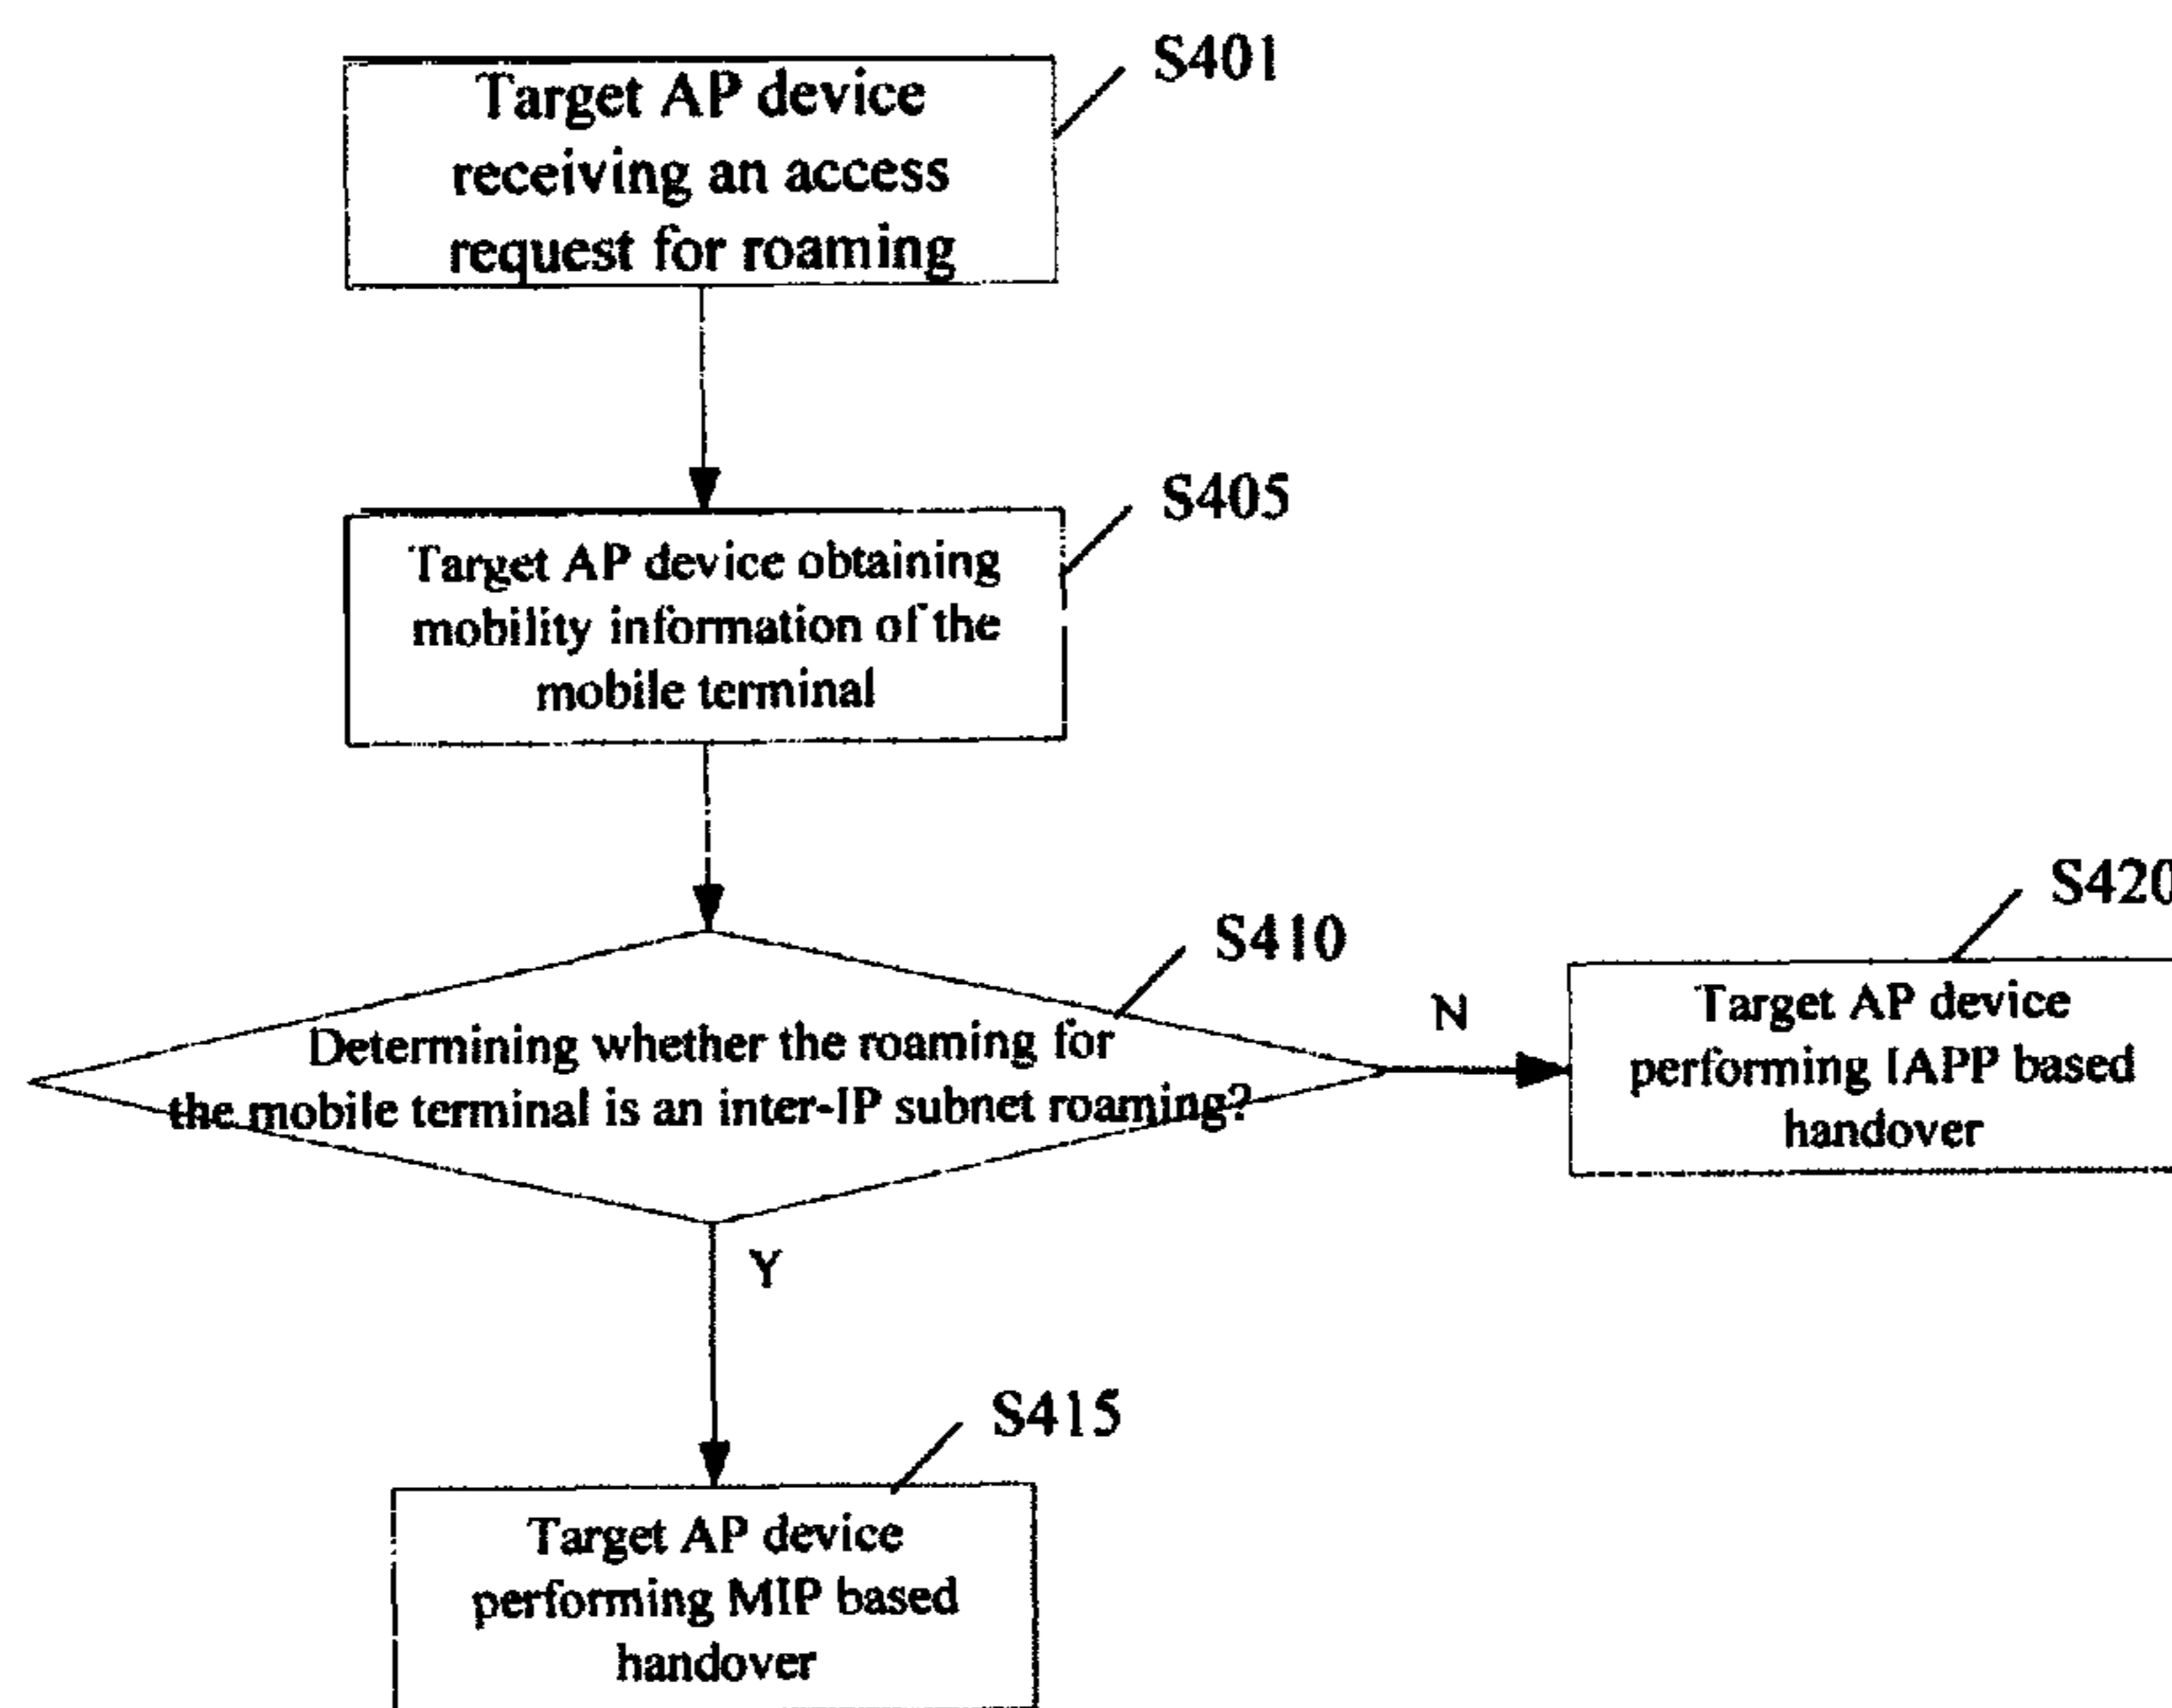 S401
Target AP device
receiving an access
request for roaming
S405
Target AP device obtaining
mobility information of the
mobile terminal
S410
Determining whether the roaming for
the mobile terminal is an inter-IP subnet roaming?
N
S420
Target AP device
performing IAPP based
handover
Y
S415
Target AP device
performing MIP based
handover